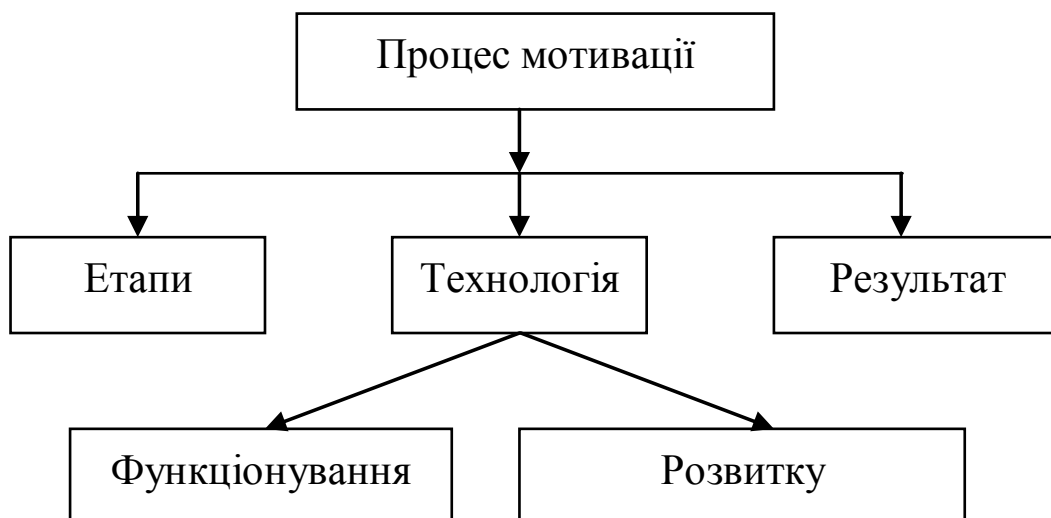 Процес мотивації
Етапи
Технологія
Результат
Функціонування
Розвитку